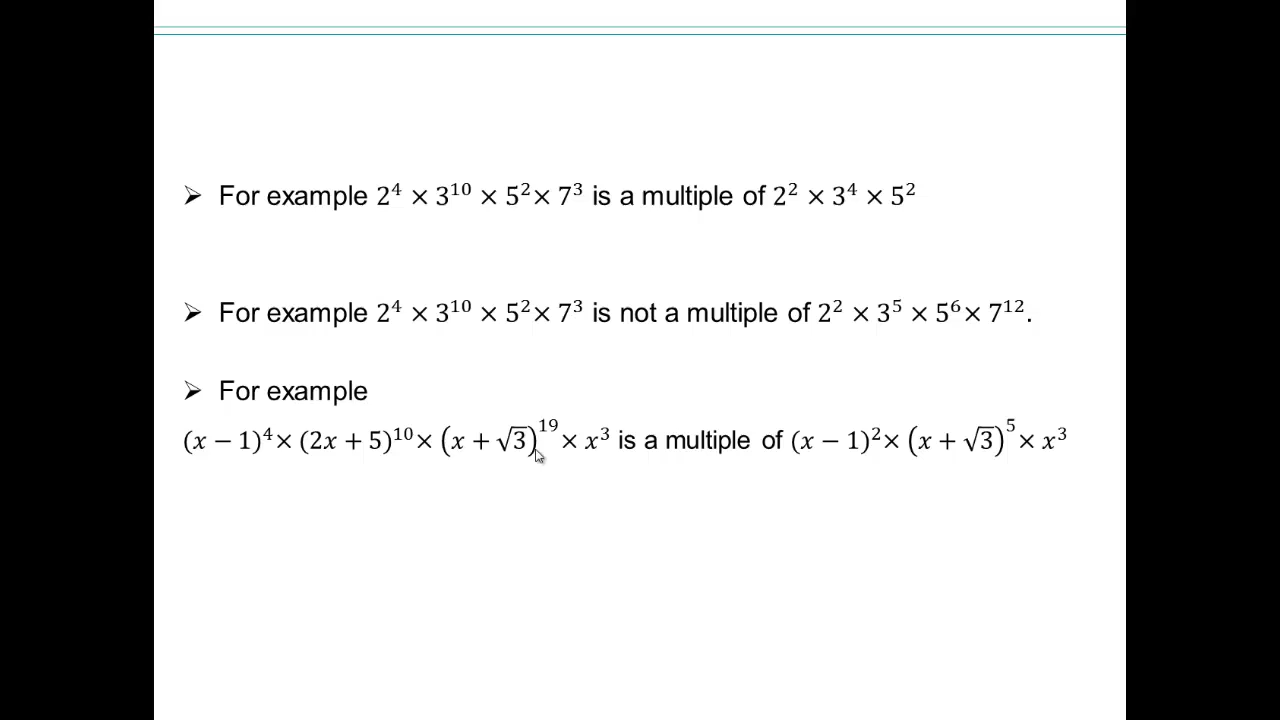 ➢ For example 2⁴ × 3¹⁰ × 5² × 7³ is a multiple of 2² × 3⁴ × 5²
➢ For example 2⁴ × 3¹⁰ × 5² × 7³ is not a multiple of 2² × 3⁵ × 5⁶ × 7¹².
➢ For example
(x − 1)⁴ × (2x + 5)¹⁰ × (x + √3)¹⁹ × x³ is a multiple of (x − 1)² × (x + √3)⁵ × x³